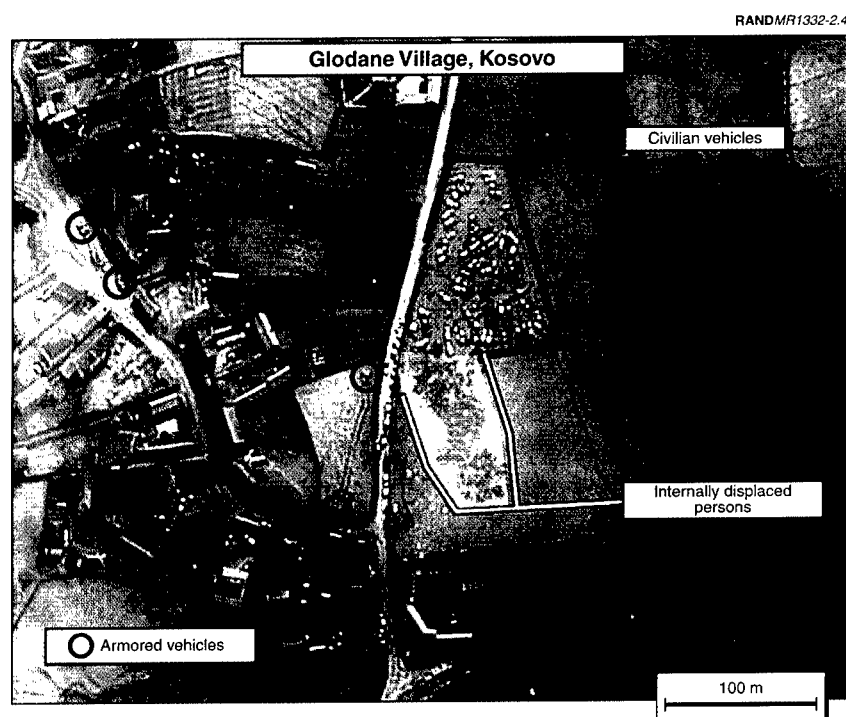 RANDMR1332-2.4
Glodane Village, Kosovo
Civilian vehicles
Internally displaced
persons
Armored vehicles
100 m